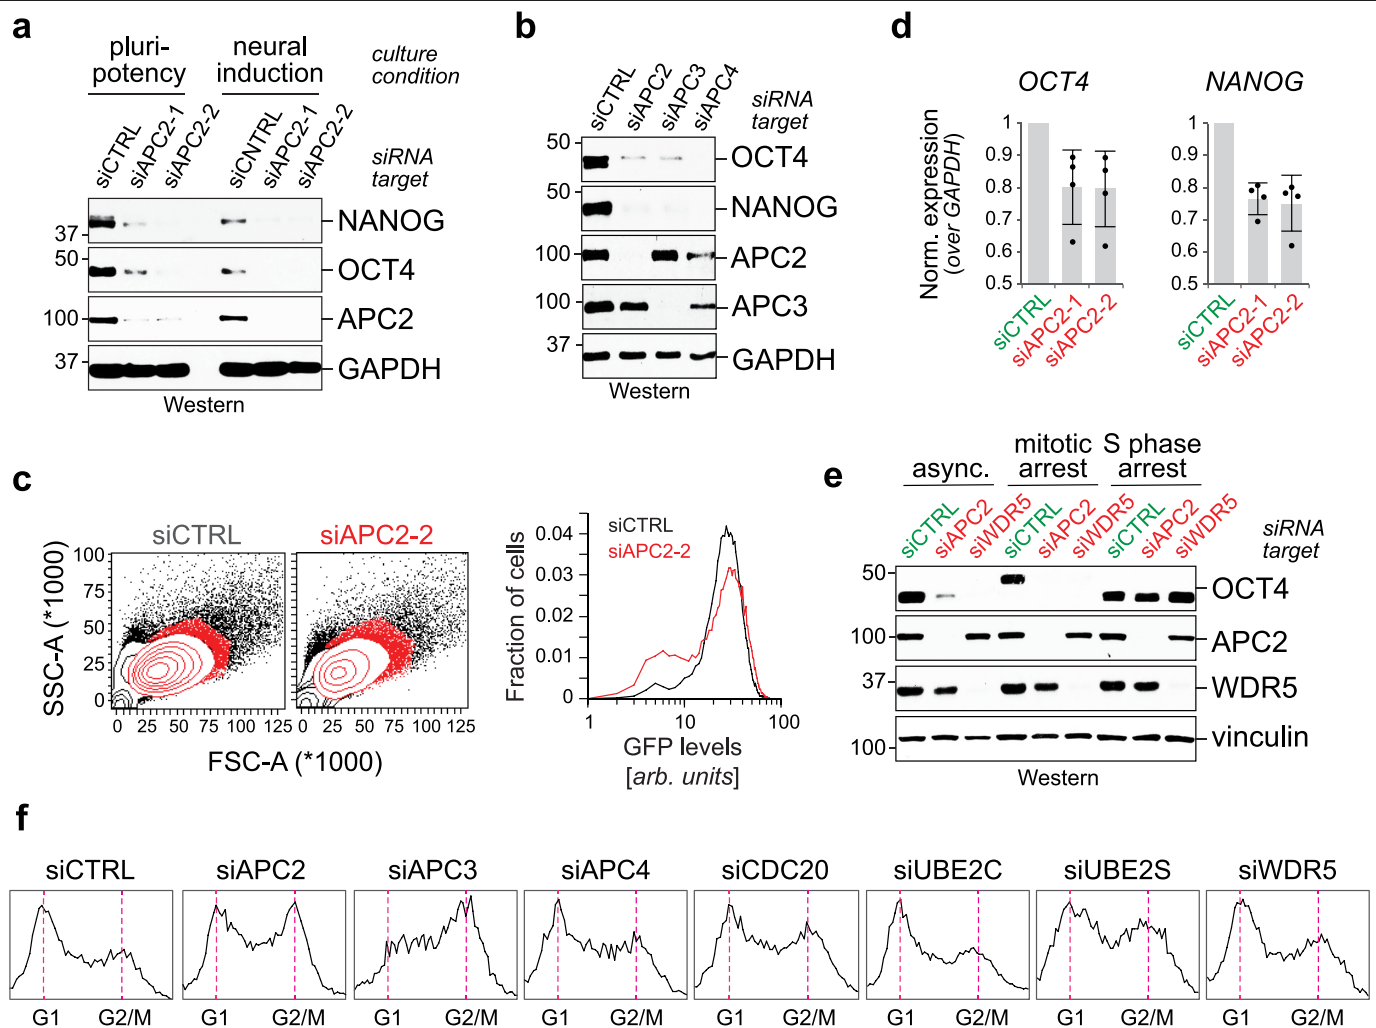 a
pluri-
potency
neural
induction
culture
condition
siCTRL
siAPC2-1
siAPC2-2
siCNTRL
siAPC2-1
siAPC2-2
siRNA
target
37
NANOG
50
OCT4
100
APC2
37
GAPDH
Western
b
siCTRL
siAPC2
siAPC3
siAPC4
siRNA
target
50
OCT4
50
NANOG
100
APC2
100
APC3
37
GAPDH
Western
d
OCT4
NANOG
Norm. expression
(over GAPDH)
1
0.9
0.8
0.7
0.6
0.5
siCTRL
siAPC2-1
siAPC2-2
1
0.9
0.8
0.7
0.6
0.5
siCTRL
siAPC2-1
siAPC2-2
c
siCTRL
siAPC2-2
SSC-A (*1000)
100
75
50
25
0
0 25 50 75 100 125
0 25 50 75 100 125
FSC-A (*1000)
Fraction of cells
0.04
0.03
0.02
0.01
0
siCTRL
siAPC2-2
1 10 100
GFP levels
[arb. units]
e
async.
mitotic
arrest
S phase
arrest
siCTRL
siAPC2
siWDR5
siCTRL
siAPC2
siWDR5
siCTRL
siAPC2
siWDR5
siRNA
target
50
OCT4
100
APC2
37
WDR5
100
vinculin
Western
f
siCTRL siAPC2 siAPC3 siAPC4 siCDC20 siUBE2C siUBE2S siWDR5
G1 G2/M G1 G2/M G1 G2/M G1 G2/M G1 G2/M G1 G2/M G1 G2/M G1 G2/M